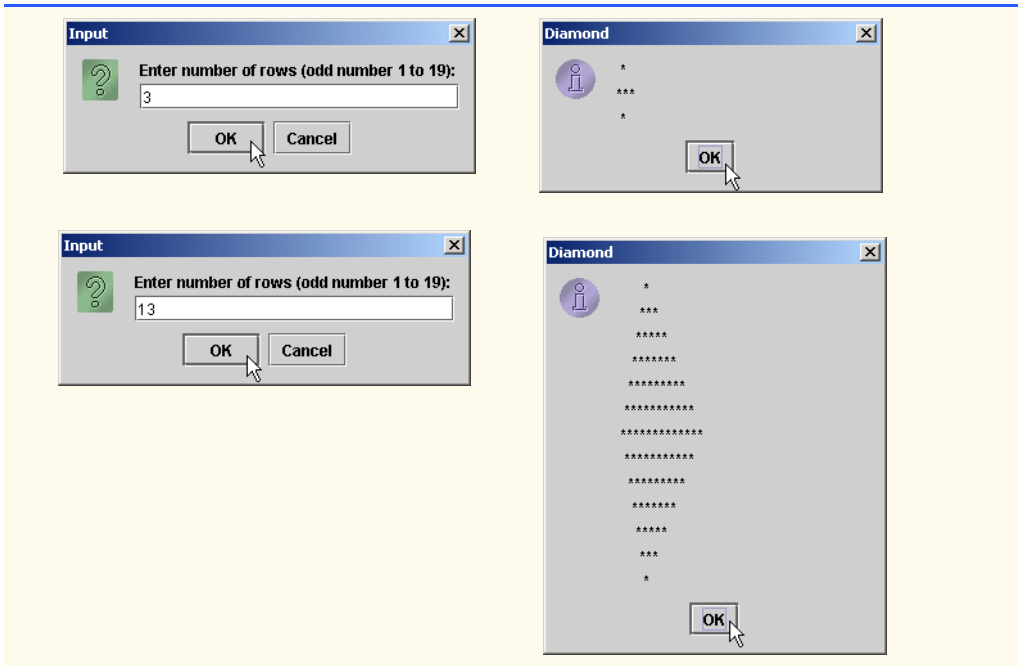 Input
Enter number of rows (odd number 1 to 19):
3
OK Cancel
Diamond
*
***
*
OK
Input
Enter number of rows (odd number 1 to 19):
13
OK Cancel
Diamond
*
***
*****
*******
*********
***********
*************
***********
*********
*******
*****
***
*
OK